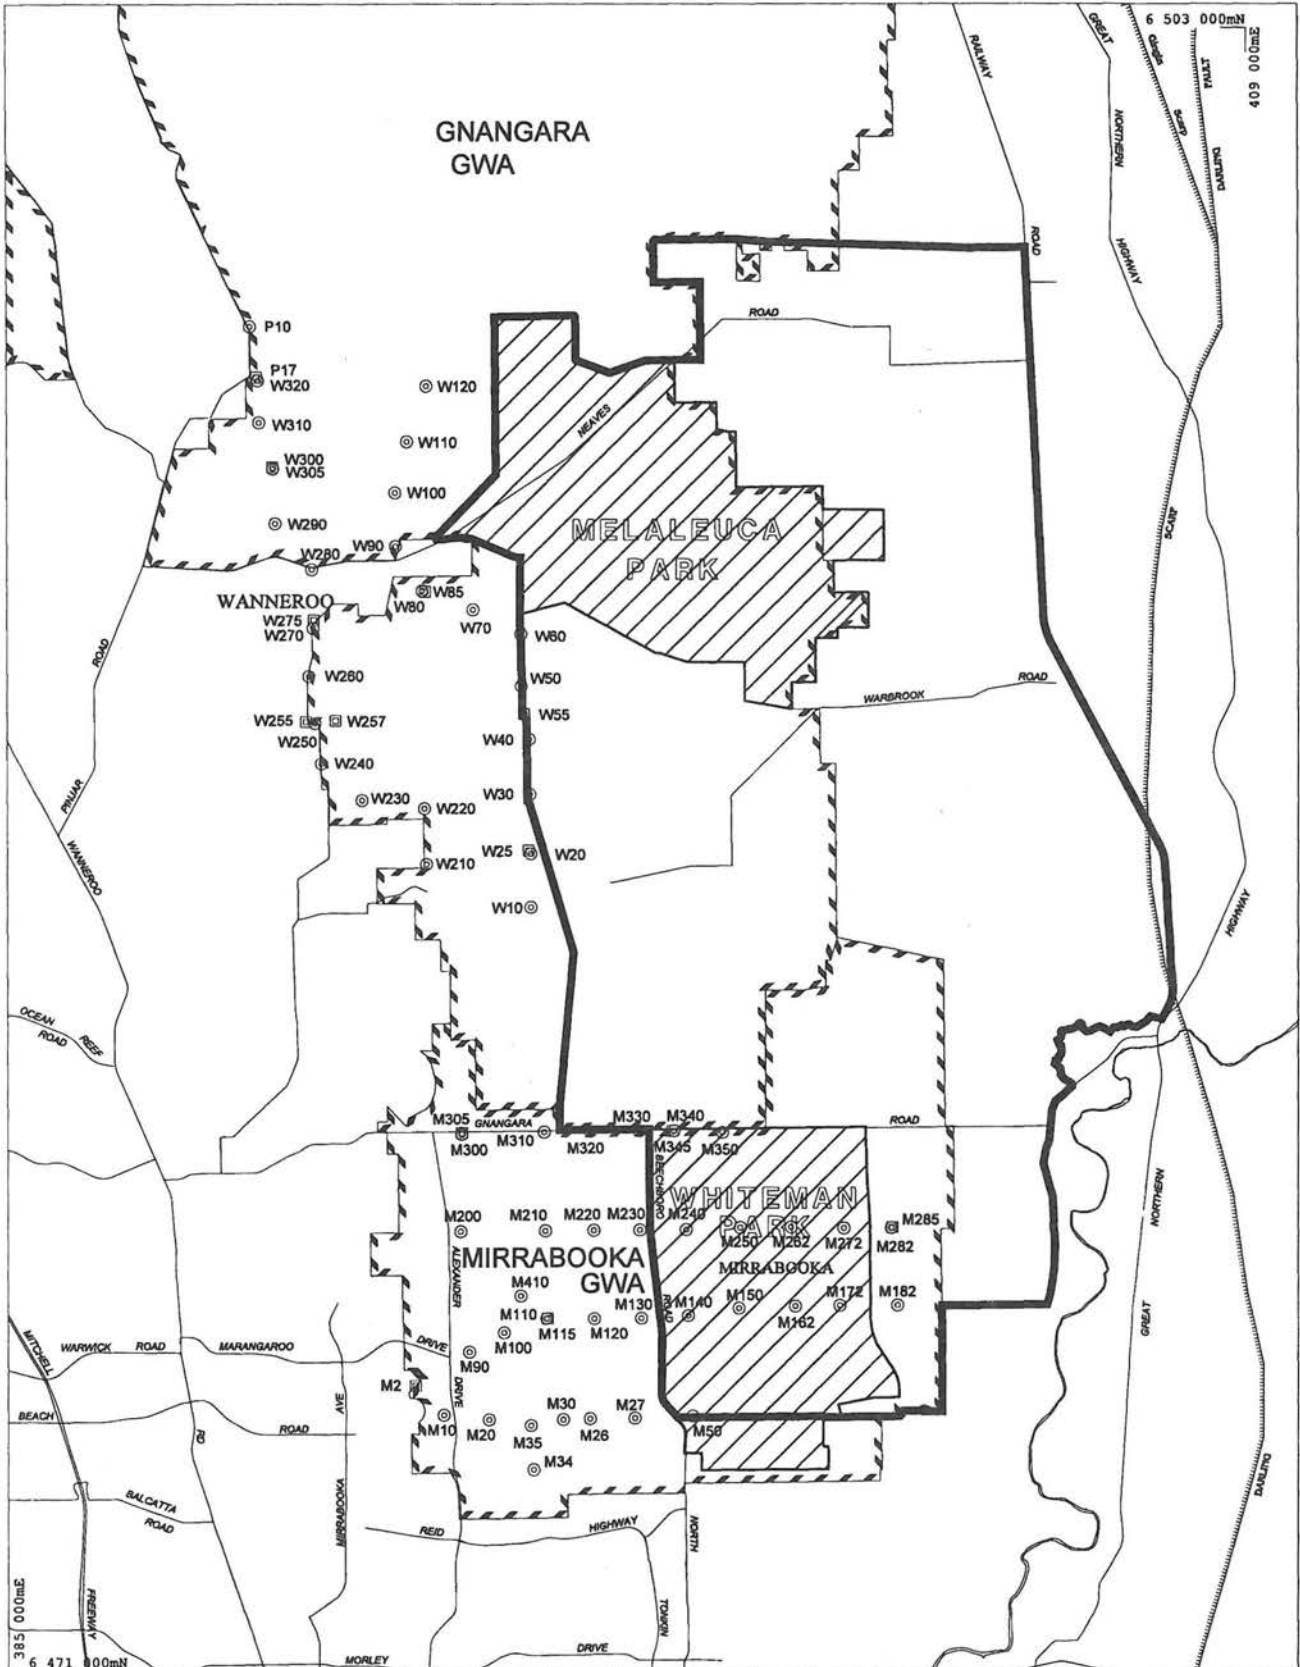 6 503 000mN
409 000mE
RAILWAY
ROAD
GREAT
NORTHERN
HIGHWAY
Gingin
Scarp
FAULT
DARLING
GNANGARA
GWA
ROAD
P10
P17
W320
W120
W310
NEAVES
W110
W300
W305
W100
W290
MELALEUCA
PARK
W90
W280
SCARP
WANNEROO
W80
W85
W70
W275
W270
W60
ROAD
W260
W50
WARBROOK
ROAD
W255
W257
W55
W250
W40
W240
PINJAR
W230
W220
W30
WANNEROO
W25
W20
W210
W10
HIGHWAY
OCEAN
REEF
ROAD
M305
GNANGARA
M330
M340
ROAD
M300
M310
M320
M345
M350
BEECHBORO
WHITEMAN
PARK
NORTHERN
M200
M210
M220
M230
M240
M250
M262
M272
M285
M282
ALEXANDER
MIRRABOOKA
GWA
MIRRABOOKA
M410
M110
M130
ROAD
M140
M150
M172
M182
M115
M120
M162
GREAT
M100
MITCHELL
WARWICK
ROAD
MARANGAROO
DRIVE
M90
M2
DRIVE
AVE
BEACH
ROAD
RD
M10
M20
M30
M27
M50
M35
M26
M34
DARLING
BALCATTA
ROAD
MIRRABOOKA
REID
HIGHWAY
NORTH
385 000mE
FREEWAY
TONKIN
6 471 000mN
MORLEY
DRIVE